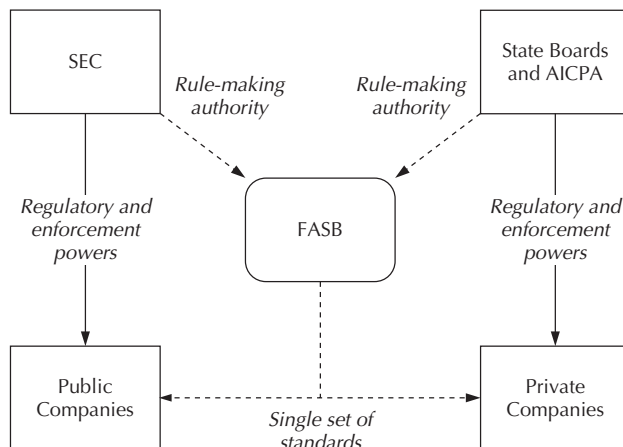 SEC
State Boards
and AICPA
Rule-making
authority
Rule-making
authority
Regulatory and
enforcement
powers
FASB
Regulatory and
enforcement
powers
Public
Companies
Private
Companies
Single set of
standards